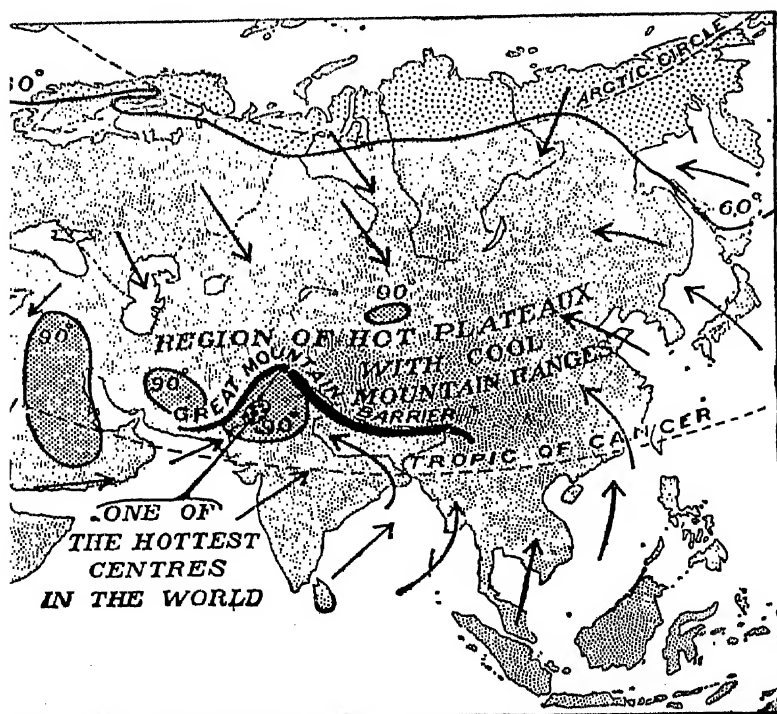 ARCTIC CIRCLE
60°
60°
90°
90°
90°
90°
REGION OF HOT PLATEAUX
WITH COOL
MOUNTAIN RANGES
GREAT MOUNTAIN
BARRIER
TROPIC OF CANCER
ONE OF
THE HOTTEST
CENTRES
IN THE WORLD